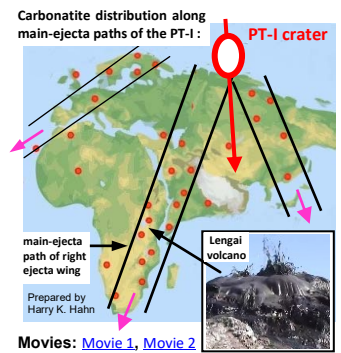 Carbonatite distribution along
main-ejecta paths of the PT-I :
PT-I crater
Lengai
volcano
main-ejecta
path of right
ejecta wing
Prepared by
Harry K. Hahn
Movies: Movie 1, Movie 2